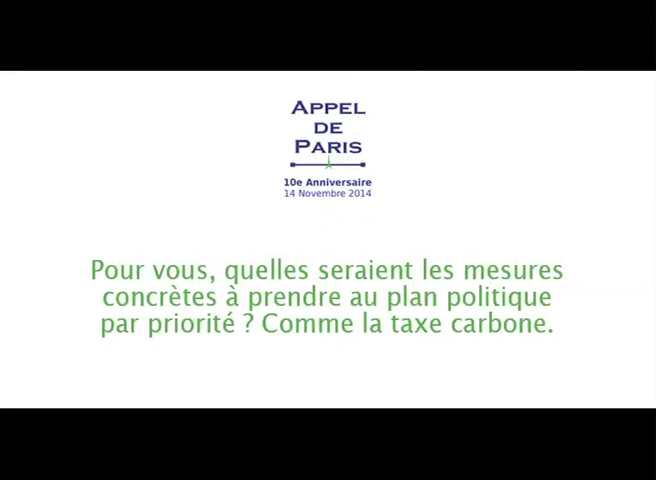 APPEL
DE
PARIS
10e Anniversaire
14 Novembre 2014
Pour vous, quelles seraient les mesures
concrètes à prendre au plan politique
par priorité ? Comme la taxe carbone.